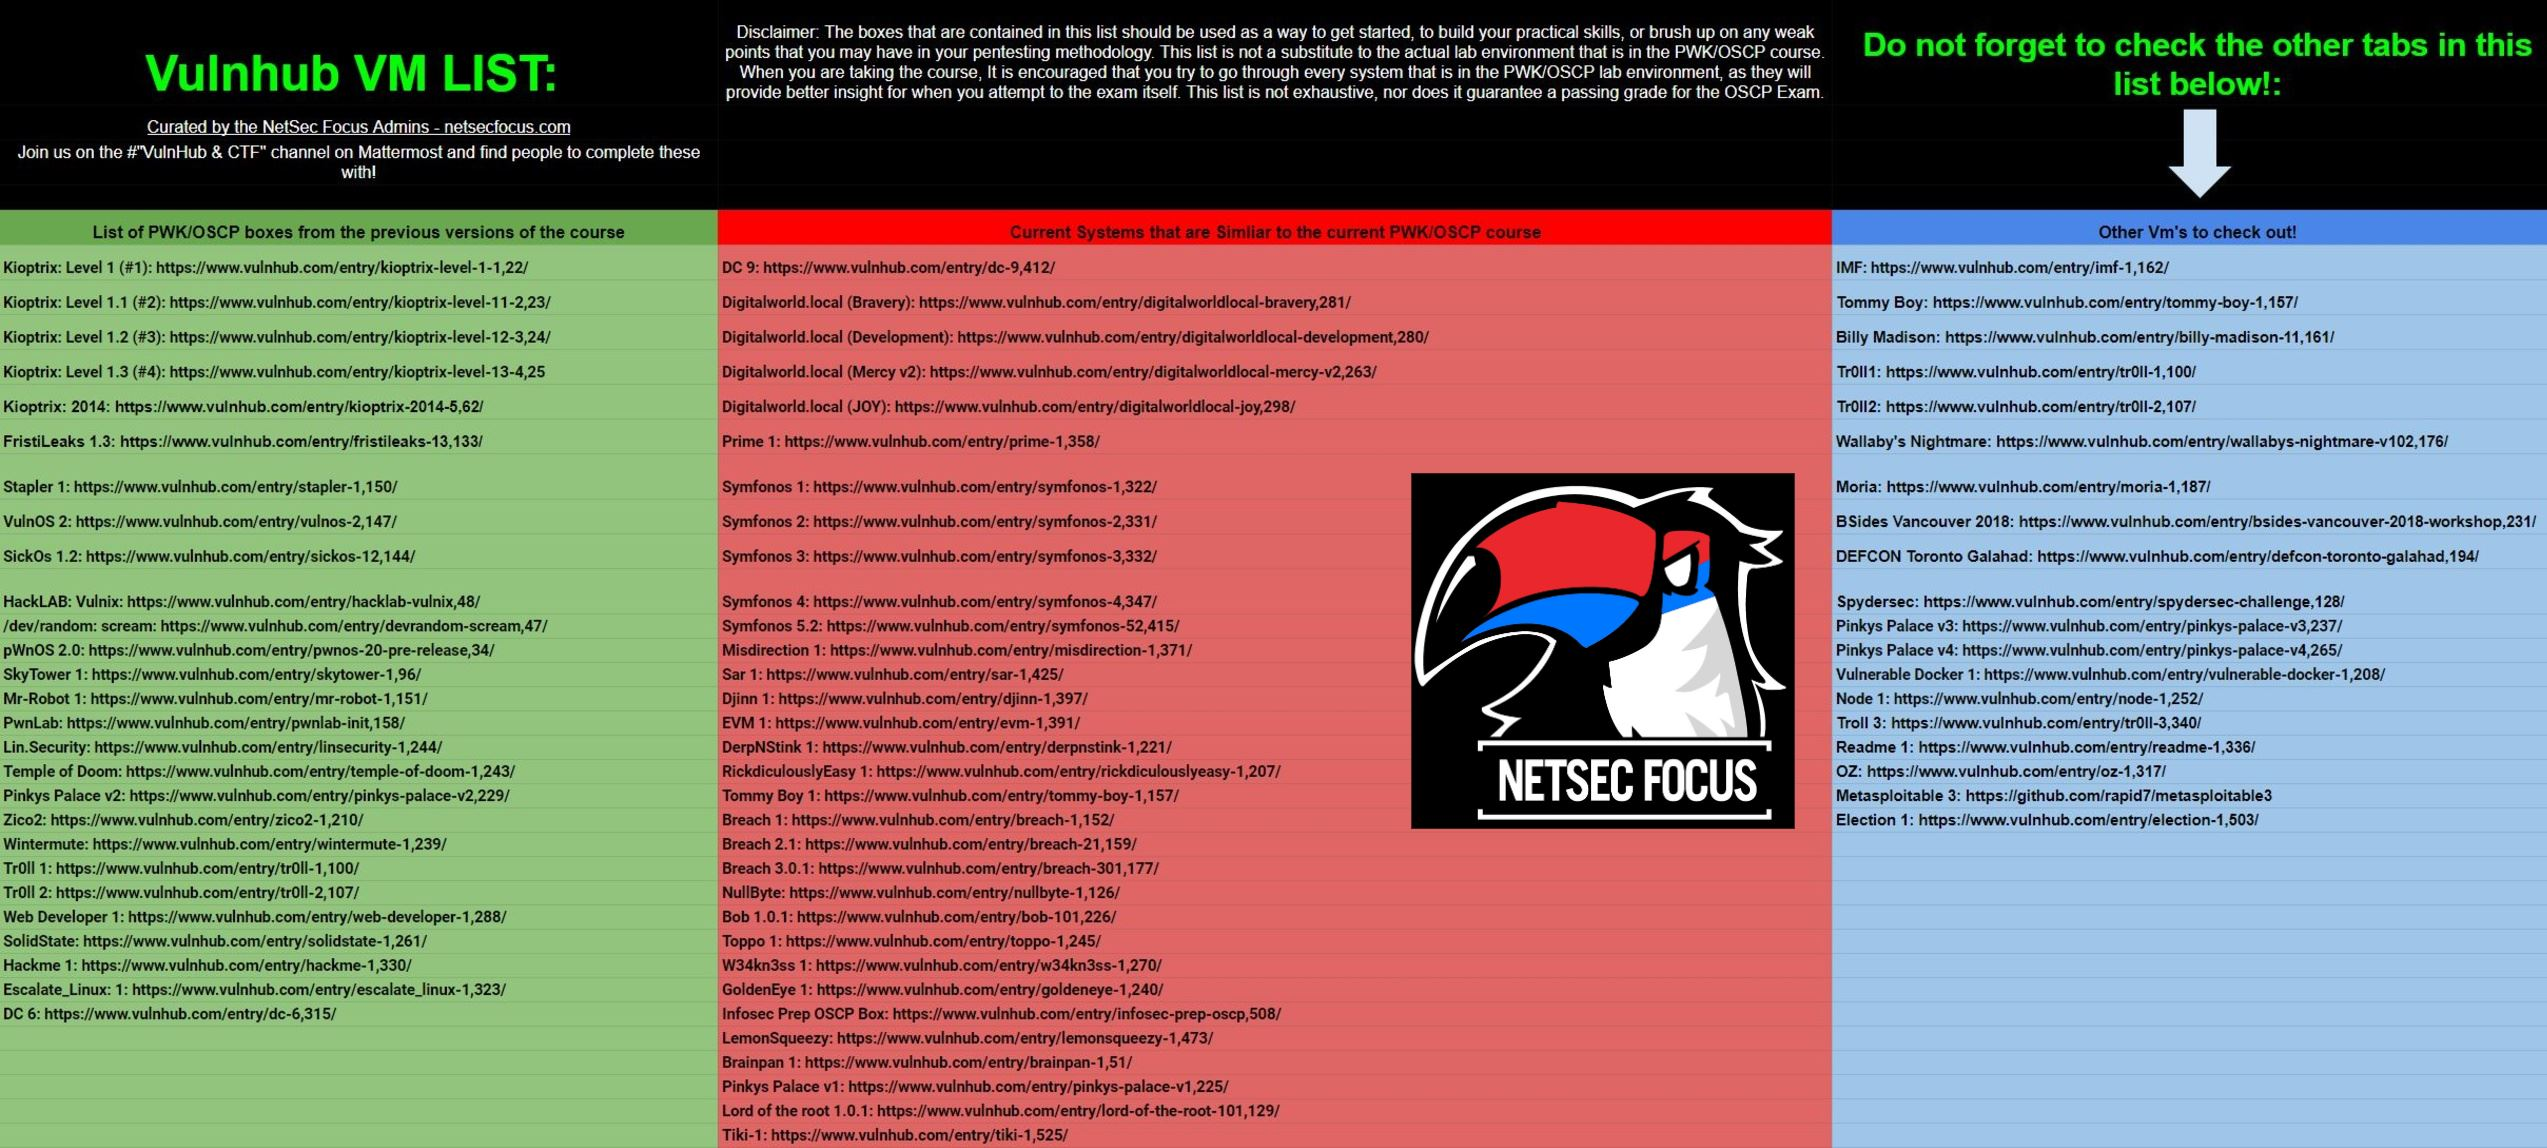 Vulnhub VM LIST:
Curated by the NetSec Focus Admins - netsecfocus.com
Join us on the #"VulnHub & CTF" channel on Mattermost and find people to complete these
with!
Disclaimer: The boxes that are contained in this list should be used as a way to get started, to build your practical skills, or brush up on any weak
points that you may have in your pentesting methodology. This list is not a substitute to the actual lab environment that is in the PWK/OSCP course.
When you are taking the course, It is encouraged that you try to go through every system that is in the PWK/OSCP lab environment, as they will
provide better insight for when you attempt to the exam itself. This list is not exhaustive, nor does it guarantee a passing grade for the OSCP Exam.
Do not forget to check the other tabs in this
list below!:
List of PWK/OSCP boxes from the previous versions of the course
Kioptrix: Level 1 (#1): https://www.vulnhub.com/entry/kioptrix-level-1-1,22/
Kioptrix: Level 1.1 (#2): https://www.vulnhub.com/entry/kioptrix-level-11-2,23/
Kioptrix: Level 1.2 (#3): https://www.vulnhub.com/entry/kioptrix-level-12-3,24/
Kioptrix: Level 1.3 (#4): https://www.vulnhub.com/entry/kioptrix-level-13-4,25
Kioptrix: 2014: https://www.vulnhub.com/entry/kioptrix-2014-5,62/
FristiLeaks 1.3: https://www.vulnhub.com/entry/fristileaks-13,133/
Stapler 1: https://www.vulnhub.com/entry/stapler-1,150/
VulnOS 2: https://www.vulnhub.com/entry/vulnos-2,147/
SickOs 1.2: https://www.vulnhub.com/entry/sickos-12,144/
HackLAB: Vulnix: https://www.vulnhub.com/entry/hacklab-vulnix,48/
/dev/random: scream: https://www.vulnhub.com/entry/devrandom-scream,47/
pWnOS 2.0: https://www.vulnhub.com/entry/pwnos-20-pre-release,34/
SkyTower 1: https://www.vulnhub.com/entry/skytower-1,96/
Mr-Robot 1: https://www.vulnhub.com/entry/mr-robot-1,151/
PwnLab: https://www.vulnhub.com/entry/pwnlab-init,158/
Lin.Security: https://www.vulnhub.com/entry/linsecurity-1,244/
Temple of Doom: https://www.vulnhub.com/entry/temple-of-doom-1,243/
Pinkys Palace v2: https://www.vulnhub.com/entry/pinkys-palace-v2,229/
Zico2: https://www.vulnhub.com/entry/zico2-1,210/
Wintermute: https://www.vulnhub.com/entry/wintermute-1,239/
Tr0ll 1: https://www.vulnhub.com/entry/tr0ll-1,100/
Tr0ll 2: https://www.vulnhub.com/entry/tr0ll-2,107/
Web Developer 1: https://www.vulnhub.com/entry/web-developer-1,288/
SolidState: https://www.vulnhub.com/entry/solidstate-1,261/
Hackme 1: https://www.vulnhub.com/entry/hackme-1,330/
Escalate_Linux: 1: https://www.vulnhub.com/entry/escalate_linux-1,323/
DC 6: https://www.vulnhub.com/entry/dc-6,315/
Current Systems that are Simliar to the current PWK/OSCP course
DC 9: https://www.vulnhub.com/entry/dc-9,412/
Digitalworld.local (Bravery): https://www.vulnhub.com/entry/digitalworldlocal-bravery,281/
Digitalworld.local (Development): https://www.vulnhub.com/entry/digitalworldlocal-development,280/
Digitalworld.local (Mercy v2): https://www.vulnhub.com/entry/digitalworldlocal-mercy-v2,263/
Digitalworld.local (JOY): https://www.vulnhub.com/entry/digitalworldlocal-joy,298/
Prime 1: https://www.vulnhub.com/entry/prime-1,358/
Symfonos 1: https://www.vulnhub.com/entry/symfonos-1,322/
Symfonos 2: https://www.vulnhub.com/entry/symfonos-2,331/
Symfonos 3: https://www.vulnhub.com/entry/symfonos-3,332/
Symfonos 4: https://www.vulnhub.com/entry/symfonos-4,347/
Symfonos 5.2: https://www.vulnhub.com/entry/symfonos-52,415/
Misdirection 1: https://www.vulnhub.com/entry/misdirection-1,371/
Sar 1: https://www.vulnhub.com/entry/sar-1,425/
Djinn 1: https://www.vulnhub.com/entry/djinn-1,397/
EVM 1: https://www.vulnhub.com/entry/evm-1,391/
DerpNStink 1: https://www.vulnhub.com/entry/derpnstink-1,221/
RickdiculouslyEasy 1: https://www.vulnhub.com/entry/rickdiculouslyeasy-1,207/
Tommy Boy 1: https://www.vulnhub.com/entry/tommy-boy-1,157/
Breach 1: https://www.vulnhub.com/entry/breach-1,152/
Breach 2.1: https://www.vulnhub.com/entry/breach-21,159/
Breach 3.0.1: https://www.vulnhub.com/entry/breach-301,177/
NullByte: https://www.vulnhub.com/entry/nullbyte-1,126/
Bob 1.0.1: https://www.vulnhub.com/entry/bob-101,226/
Toppo 1: https://www.vulnhub.com/entry/toppo-1,245/
W34kn3ss 1: https://www.vulnhub.com/entry/w34kn3ss-1,270/
GoldenEye 1: https://www.vulnhub.com/entry/goldeneye-1,240/
Infosec Prep OSCP Box: https://www.vulnhub.com/entry/infosec-prep-oscp,508/
LemonSqueezy: https://www.vulnhub.com/entry/lemonsqueezy-1,473/
Brainpan 1: https://www.vulnhub.com/entry/brainpan-1,51/
Pinkys Palace v1: https://www.vulnhub.com/entry/pinkys-palace-v1,225/
Lord of the root 1.0.1: https://www.vulnhub.com/entry/lord-of-the-root-101,129/
Tiki-1: https://www.vulnhub.com/entry/tiki-1,525/
NETSEC FOCUS
Other Vm's to check out!
IMF: https://www.vulnhub.com/entry/imf-1,162/
Tommy Boy: https://www.vulnhub.com/entry/tommy-boy-1,157/
Billy Madison: https://www.vulnhub.com/entry/billy-madison-11,161/
Tr0ll1: https://www.vulnhub.com/entry/tr0ll-1,100/
Tr0ll2: https://www.vulnhub.com/entry/tr0ll-2,107/
Wallaby's Nightmare: https://www.vulnhub.com/entry/wallabys-nightmare-v102,176/
Moria: https://www.vulnhub.com/entry/moria-1,187/
BSides Vancouver 2018: https://www.vulnhub.com/entry/bsides-vancouver-2018-workshop,231/
DEFCON Toronto Galahad: https://www.vulnhub.com/entry/defcon-toronto-galahad,194/
Spydersec: https://www.vulnhub.com/entry/spydersec-challenge,128/
Pinkys Palace v3: https://www.vulnhub.com/entry/pinkys-palace-v3,237/
Pinkys Palace v4: https://www.vulnhub.com/entry/pinkys-palace-v4,265/
Vulnerable Docker 1: https://www.vulnhub.com/entry/vulnerable-docker-1,208/
Node 1: https://www.vulnhub.com/entry/node-1,252/
Troll 3: https://www.vulnhub.com/entry/tr0ll-3,340/
Readme 1: https://www.vulnhub.com/entry/readme-1,336/
OZ: https://www.vulnhub.com/entry/oz-1,317/
Metasploitable 3: https://github.com/rapid7/metasploitable3
Election 1: https://www.vulnhub.com/entry/election-1,503/